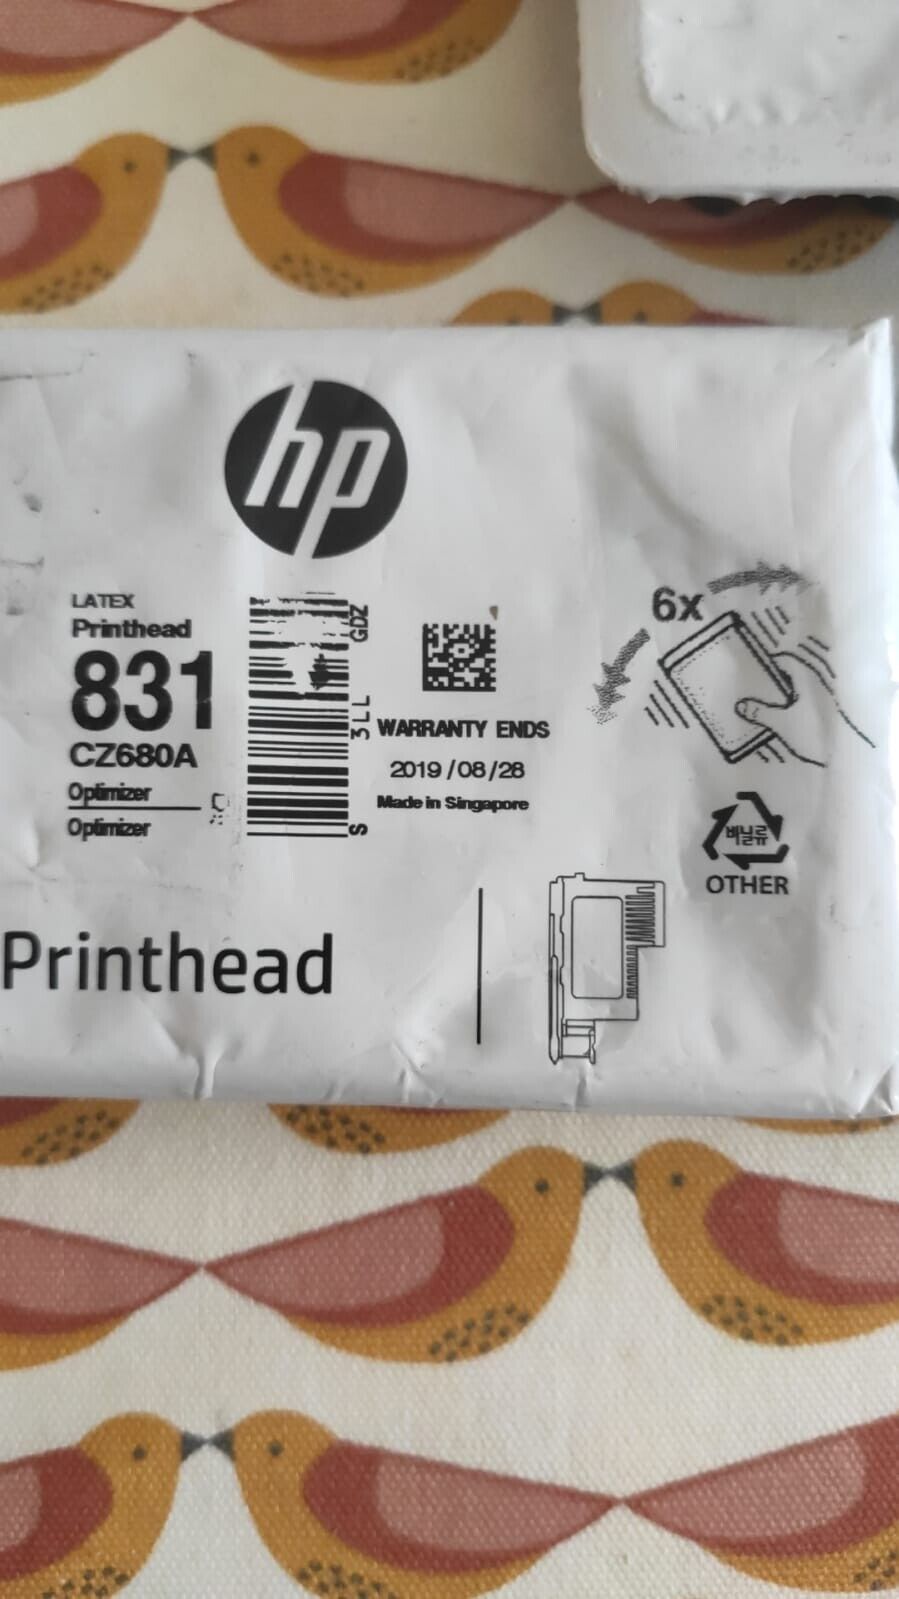 hp
LATEX
Printhead
831
CZ680A
Optimizer
Optimizer
GDZ
3LL
S
WARRANTY ENDS
2019/08/28
Made in Singapore
6x
비닐류
OTHER
Printhead